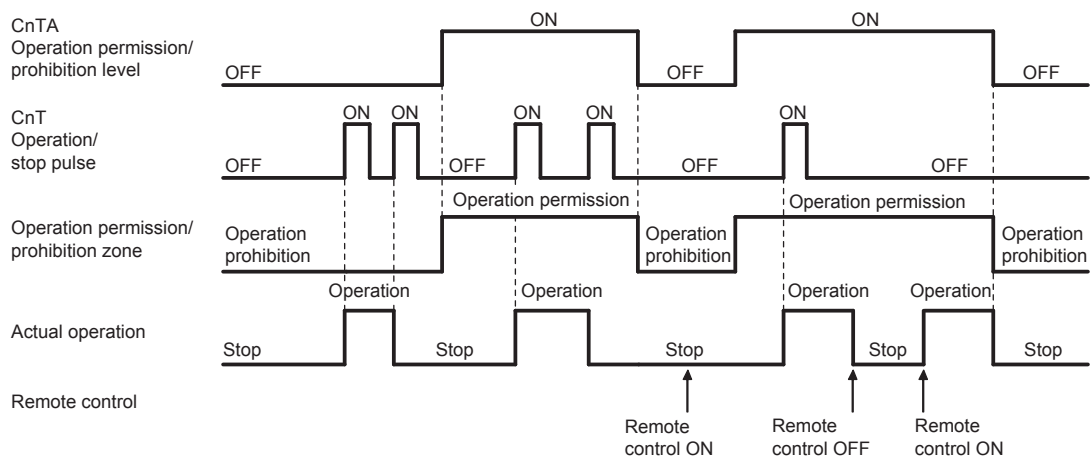 CnTA
Operation permission/
prohibition level
OFF
ON
OFF
ON
OFF
CnT
Operation/
stop pulse
OFF
ON
ON
OFF
ON
ON
OFF
ON
OFF
Operation permission/
prohibition zone
Operation
prohibition
Operation permission
Operation
prohibition
Operation permission
Operation
prohibition
Actual operation
Stop
Operation
Stop
Operation
Stop
Operation
Stop
Operation
Stop
Remote control
Remote
control ON
Remote
control OFF
Remote
control ON